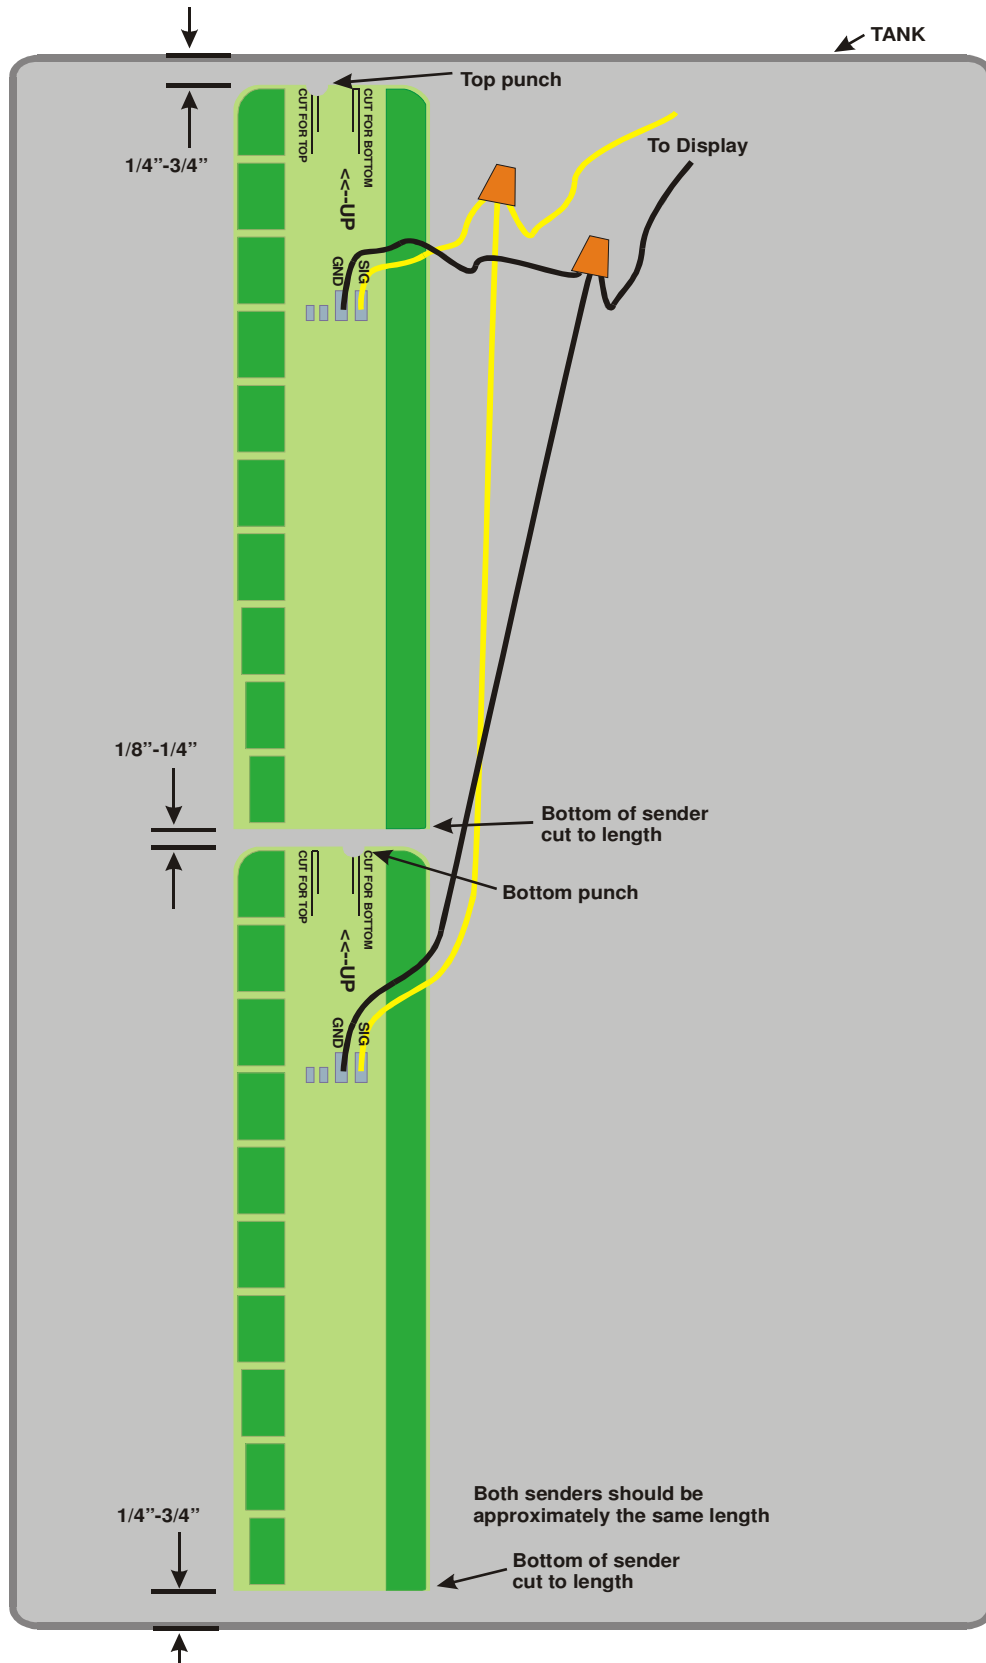 TANK
Top punch
CUT FOR TOP
CUT FOR BOTTOM
To Display
1/4”-3/4”
<<--UP
GND
SIG
1/8”-1/4”
Bottom of sender
cut to length
CUT FOR TOP
CUT FOR BOTTOM
Bottom punch
<<--UP
GND
SIG
Both senders should be
approximately the same length
1/4”-3/4”
Bottom of sender
cut to length